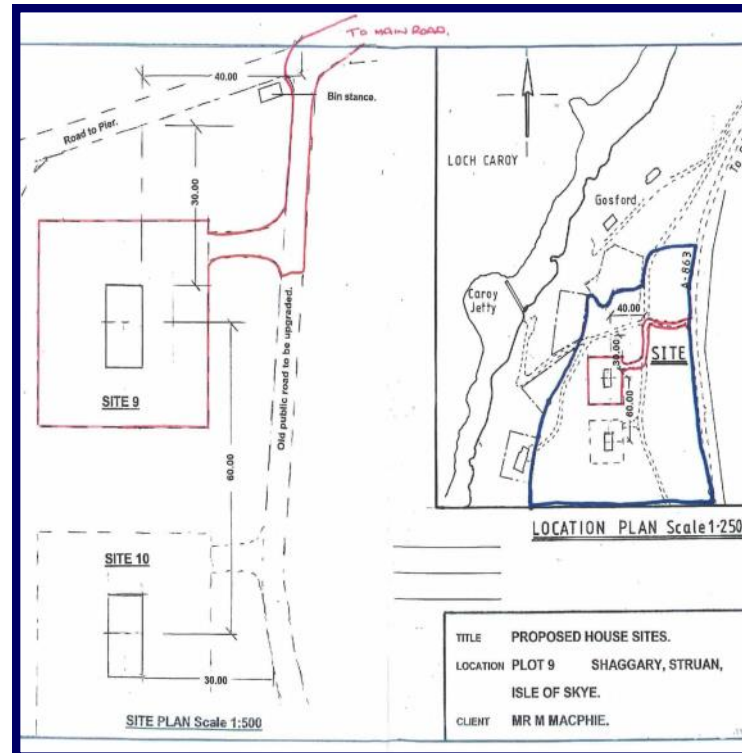 TO MAIN ROAD.
40.00
Bin stance.
Road to Pier.
30.00
SITE 9
Old public road to be upgraded.
60.00
SITE 10
30.00
SITE PLAN Scale 1:500
LOCH CAROY
Gosford.
A-863
Caroy
Jetty
40.00
30.00
SITE
60.00
LOCATION PLAN Scale 1-250
TITLE PROPOSED HOUSE SITES.
LOCATION PLOT 9 SHAGGARY, STRUAN,
ISLE OF SKYE.
CLIENT MR M MACPHIE.